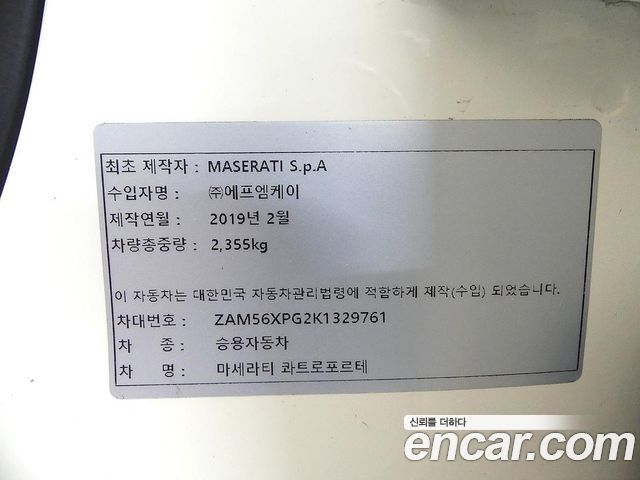 최초 제작자 : MASERATI S.p.A
수입자명 : ㈜에프엠케이
제작연월 : 2019년 2월
차량총중량 : 2,355kg
이 자동차는 대한민국 자동차관리법령에 적합하게 제작(수입) 되었습니다.
차대번호 : ZAM56XPG2K1329761
차 종 : 승용자동차
차 명 : 마세라티 콰트로포르테
신뢰를 더하다
encar.com